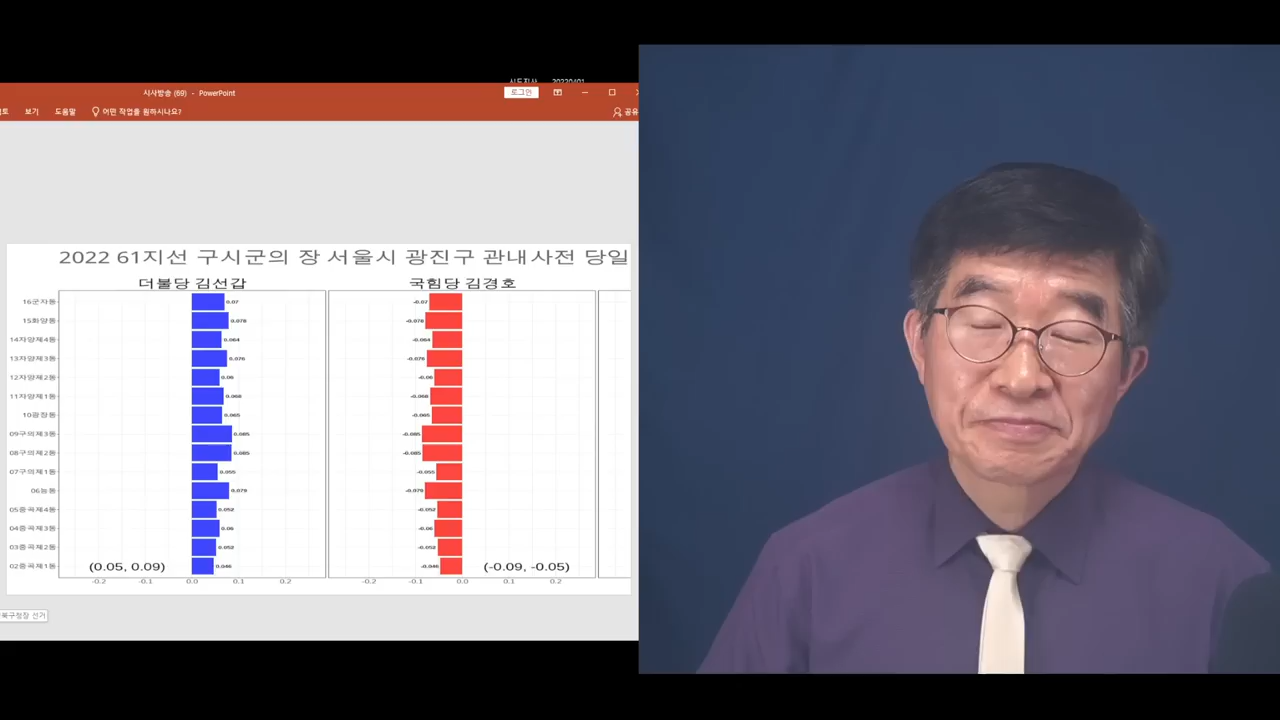 시사방송 (69) - PowerPoint
로그인
보기
도움말
어떤 작업을 원하시나요?
공유
2022 61지선 구시군의 장 서울시 광진구 관내사전 당일
더불당 김선갑
국힘당 김경호
16군자동
0.07
-0.07
15화양동
0.078
-0.078
14자양제4동
0.064
-0.064
13자양제3동
0.076
-0.076
12자양제2동
0.06
-0.06
11자양제1동
0.068
-0.068
10광장동
0.065
-0.065
09구의제3동
0.085
-0.085
08구의제2동
0.085
-0.085
07구의제1동
0.055
-0.055
06능동
0.079
-0.079
05중곡제4동
0.052
-0.052
04중곡제3동
0.06
-0.06
03중곡제2동
0.052
-0.052
02중곡제1동
(0.05, 0.09)
0.046
-0.046
(-0.09, -0.05)
-0.2 -0.1 0.0 0.1 0.2
-0.2 -0.1 0.0 0.1 0.2
북구청장 선거